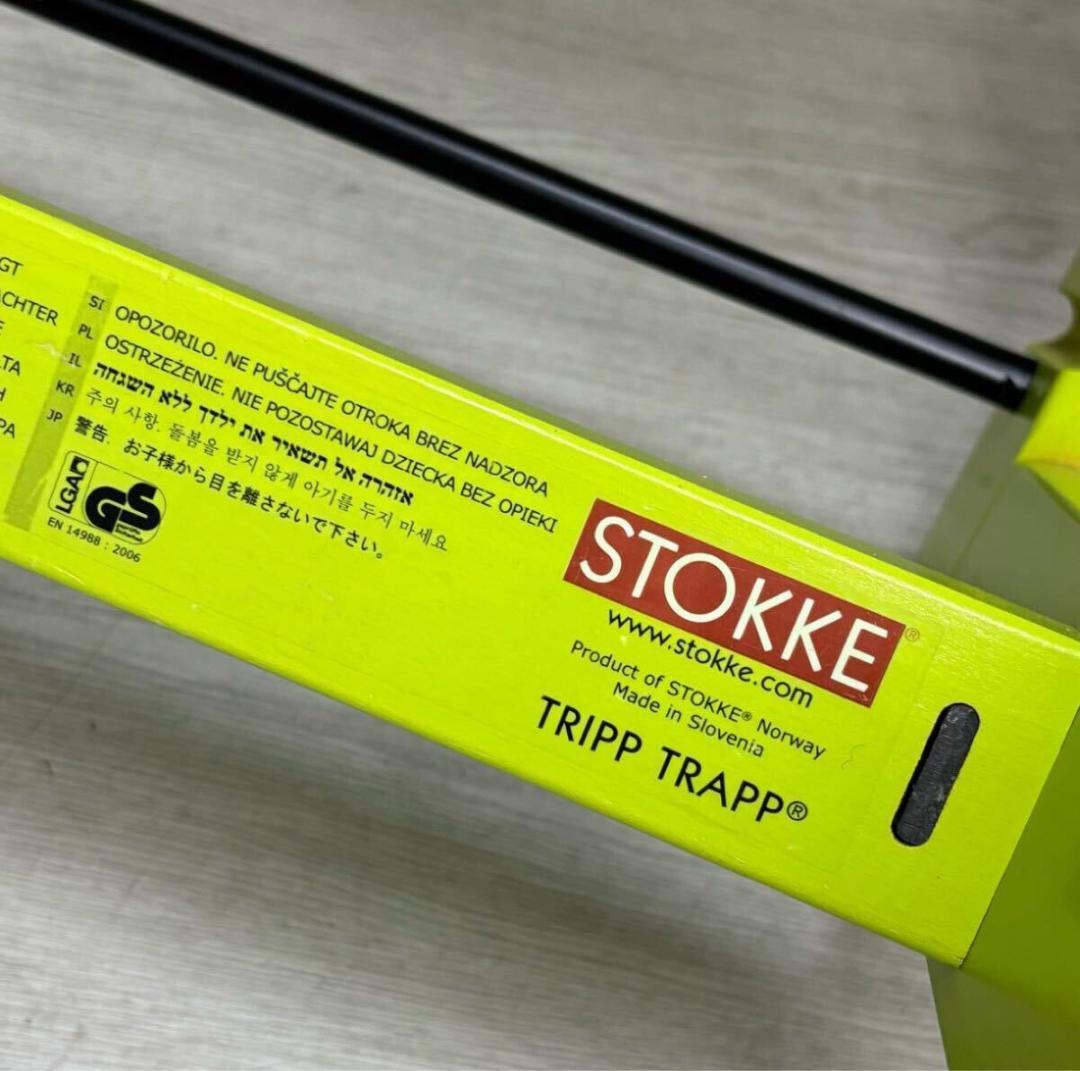 GT
ACHTER
E
LTA
H
PA
SI OPOZORILO. NE PUŠČAJTE OTROKA BREZ NADZORA
PL OSTRZEŻENIE. NIE POZOSTAWAJ DZIECKA BEZ OPIEKI
IL אזהרה אל תשאיר את ילדך ללא השגחה
KR 주의 사항. 돌봄을 받지 않게 아기를 두지 마세요
JP 警告. お子様から目を離さないで下さい。
LGA
GS
EN 14988 : 2006
STOKKE®
www.stokke.com
Product of STOKKE® Norway
Made in Slovenia
TRIPP TRAPP®